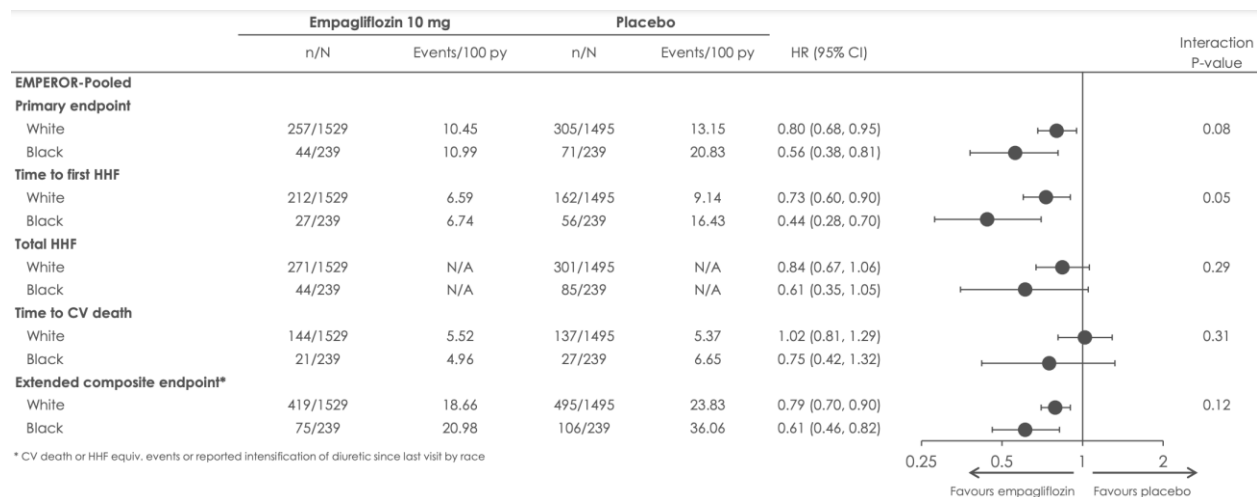 Empagliflozin 10 mg Placebo
n/N Events/100 py n/N Events/100 py HR (95% CI) Interaction P-value
EMPEROR-Pooled
Primary endpoint
White 257/1529 10.45 305/1495 13.15 0.80 (0.68, 0.95) 0.08
Black 44/239 10.99 71/239 20.83 0.56 (0.38, 0.81)
Time to first HHF
White 212/1529 6.59 162/1495 9.14 0.73 (0.60, 0.90) 0.05
Black 27/239 6.74 56/239 16.43 0.44 (0.28, 0.70)
Total HHF
White 271/1529 N/A 301/1495 N/A 0.84 (0.67, 1.06) 0.29
Black 44/239 N/A 85/239 N/A 0.61 (0.35, 1.05)
Time to CV death
White 144/1529 5.52 137/1495 5.37 1.02 (0.81, 1.29) 0.31
Black 21/239 4.96 27/239 6.65 0.75 (0.42, 1.32)
Extended composite endpoint*
White 419/1529 18.66 495/1495 23.83 0.79 (0.70, 0.90) 0.12
Black 75/239 20.98 106/239 36.06 0.61 (0.46, 0.82)
* CV death or HHF equiv. events or reported intensification of diuretic since last visit by race
0.25 0.5 1 2
Favours empagliflozin Favours placebo